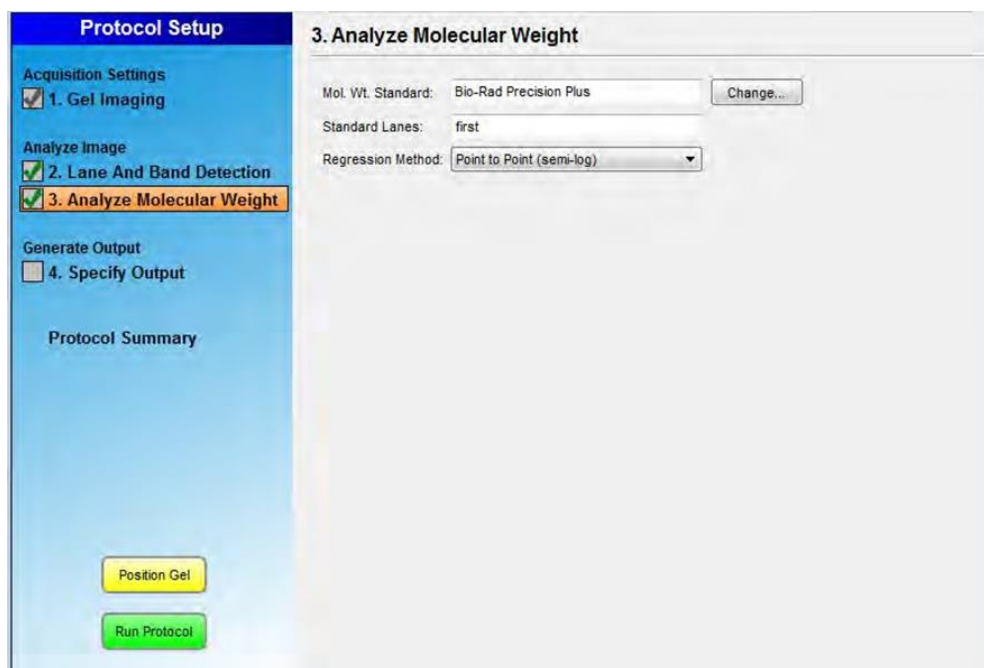 Protocol Setup
Acquisition Settings
1. Gel Imaging
Analyze Image
2. Lane And Band Detection
3. Analyze Molecular Weight
Generate Output
4. Specify Output
Protocol Summary
Position Gel
Run Protocol
3. Analyze Molecular Weight
Mol. Wt. Standard: Bio-Rad Precision Plus Change...
Standard Lanes: first
Regression Method: Point to Point (semi-log)